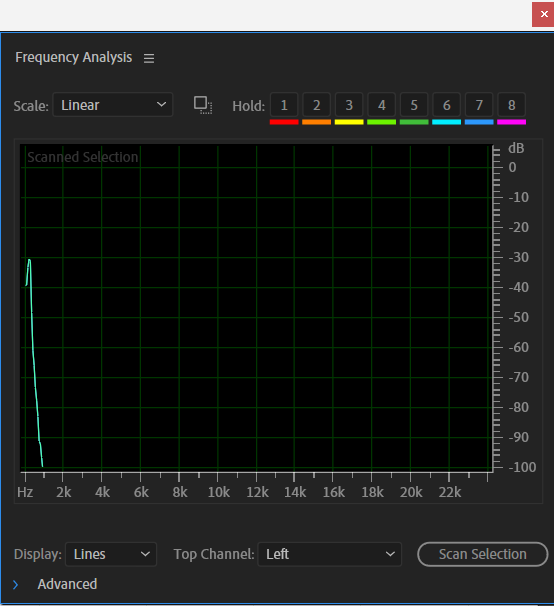 Frequency Analysis
Scale: Linear Hold: 1 2 3 4 5 6 7 8
Scanned Selection
dB
0
-10
-20
-30
-40
-50
-60
-70
-80
-90
-100
Hz 2k 4k 6k 8k 10k 12k 14k 16k 18k 20k 22k
Display: Lines Top Channel: Left Scan Selection
Advanced